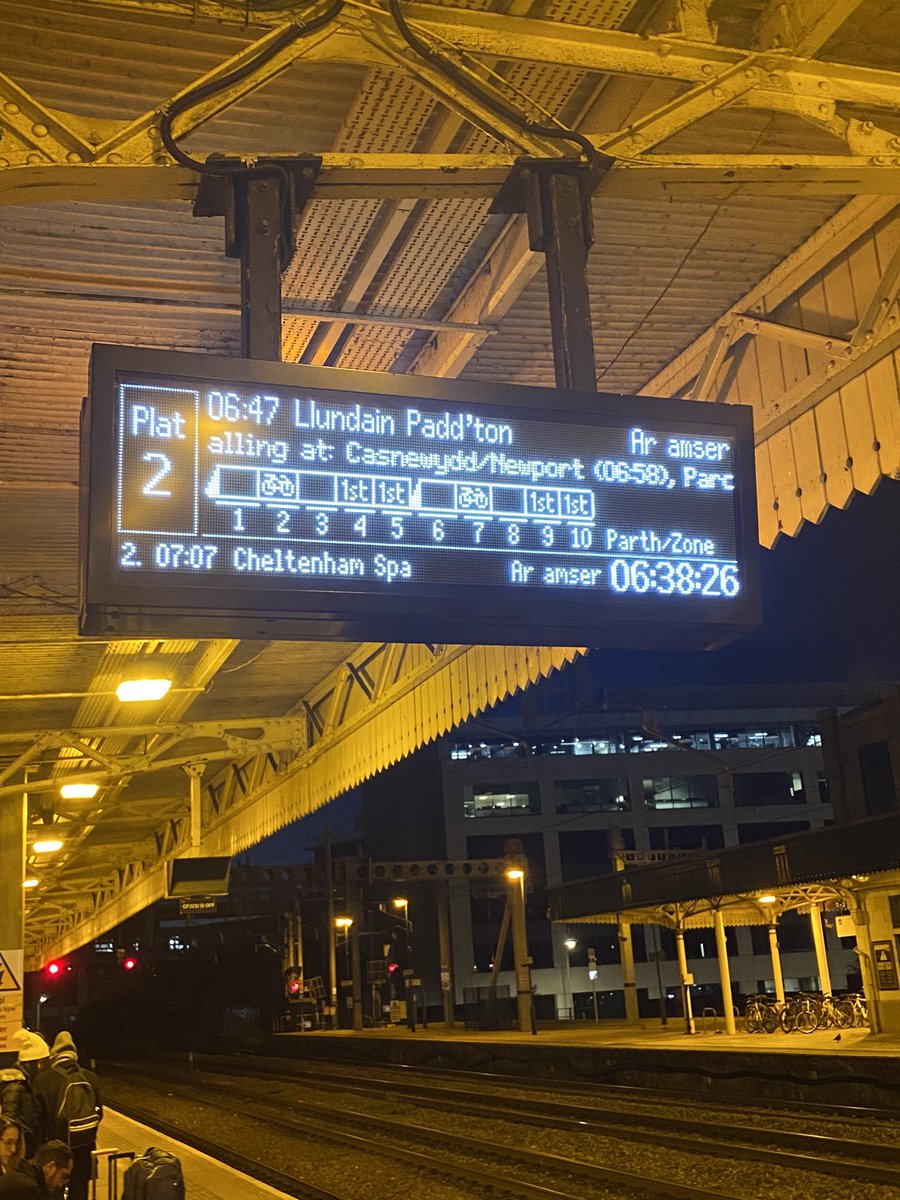 Plat
2
06:47 Llundain Padd'ton
Ar amser
alling at: Casnewydd/Newport (06:58), Parc
1st 1st 1st 1st
1 2 3 4 5 6 7 8 9 10 Parth/Zone
2. 07:07 Cheltenham Spa Ar amser 06:38:26